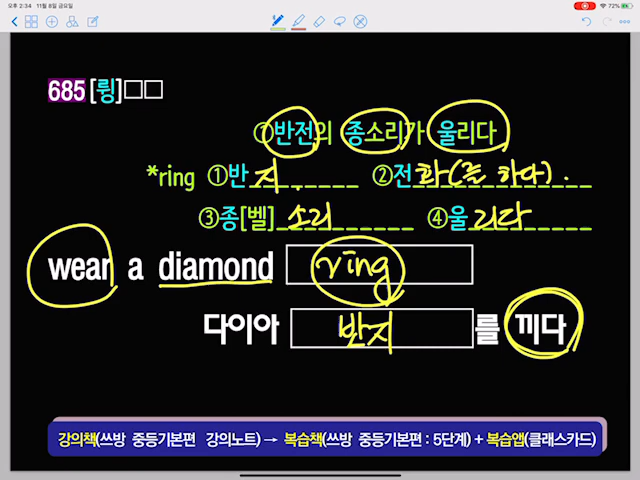 오후 2:54 11월 8일 금요일 72%
685[륑]□□
①반전의 종소리가 울리다
*ring ①반지 ②전화(를 하다).
③종[벨]소리 ④울리다
wear a diamond ring
다이아 반지를 끼다
강의책(쓰방 중등기본편 강의노트) → 복습책(쓰방 중등기본편 : 5단계) + 복습앱(클래스카드)